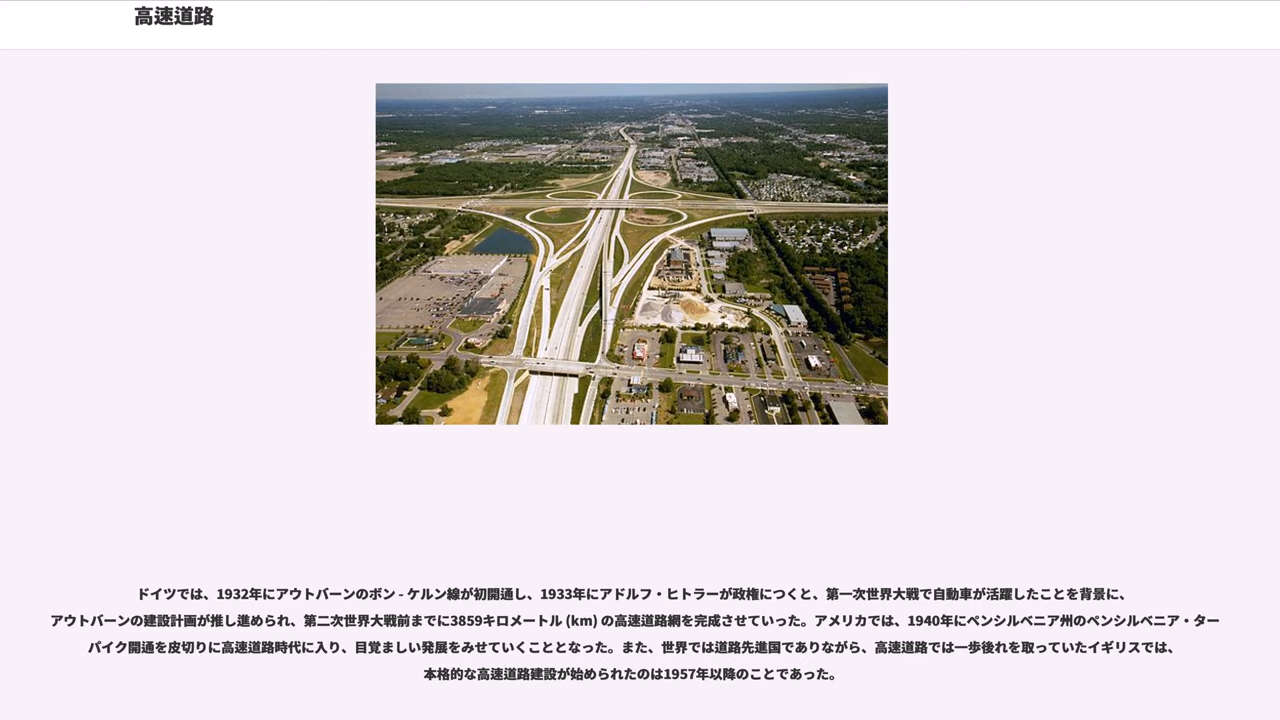 高速道路
ドイツでは、1932年にアウトバーンのボン - ケルン線が初開通し、1933年にアドルフ・ヒトラーが政権につくと、第一次世界大戦で自動車が活躍したことを背景に、
アウトバーンの建設計画が推し進められ、第二次世界大戦前までに3859キロメートル (km) の高速道路網を完成させていった。アメリカでは、1940年にペンシルベニア州のペンシルベニア・ター
パイク開通を皮切りに高速道路時代に入り、目覚ましい発展をみせていくこととなった。また、世界では道路先進国でありながら、高速道路では一歩後れを取っていたイギリスでは、
本格的な高速道路建設が始められたのは1957年以降のことであった。